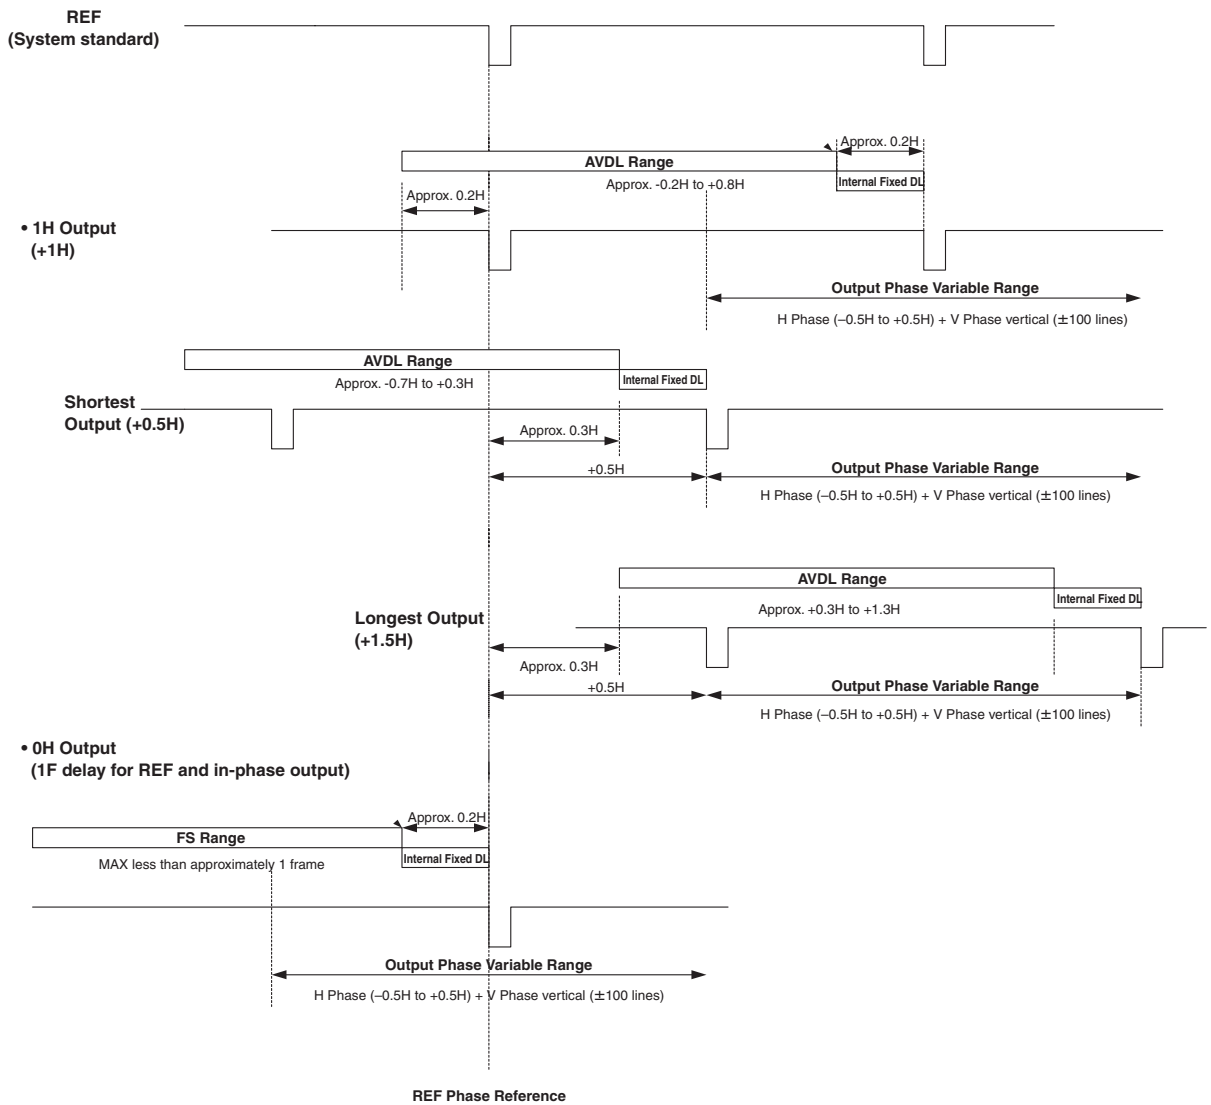 REF
(System standard)
Approx. 0.2H
AVDL Range
Internal Fixed DL
Approx. -0.2H to +0.8H
Approx. 0.2H
• 1H Output
(+1H)
Output Phase Variable Range
H Phase (–0.5H to +0.5H) + V Phase vertical (±100 lines)
AVDL Range
Approx. -0.7H to +0.3H
Internal Fixed DL
Shortest
Output (+0.5H)
Approx. 0.3H
+0.5H
Output Phase Variable Range
H Phase (–0.5H to +0.5H) + V Phase vertical (±100 lines)
AVDL Range
Internal Fixed DL
Approx. +0.3H to +1.3H
Longest Output
(+1.5H)
Approx. 0.3H
+0.5H
Output Phase Variable Range
H Phase (–0.5H to +0.5H) + V Phase vertical (±100 lines)
• 0H Output
(1F delay for REF and in-phase output)
Approx. 0.2H
FS Range
Internal Fixed DL
MAX less than approximately 1 frame
Output Phase Variable Range
H Phase (–0.5H to +0.5H) + V Phase vertical (±100 lines)
REF Phase Reference